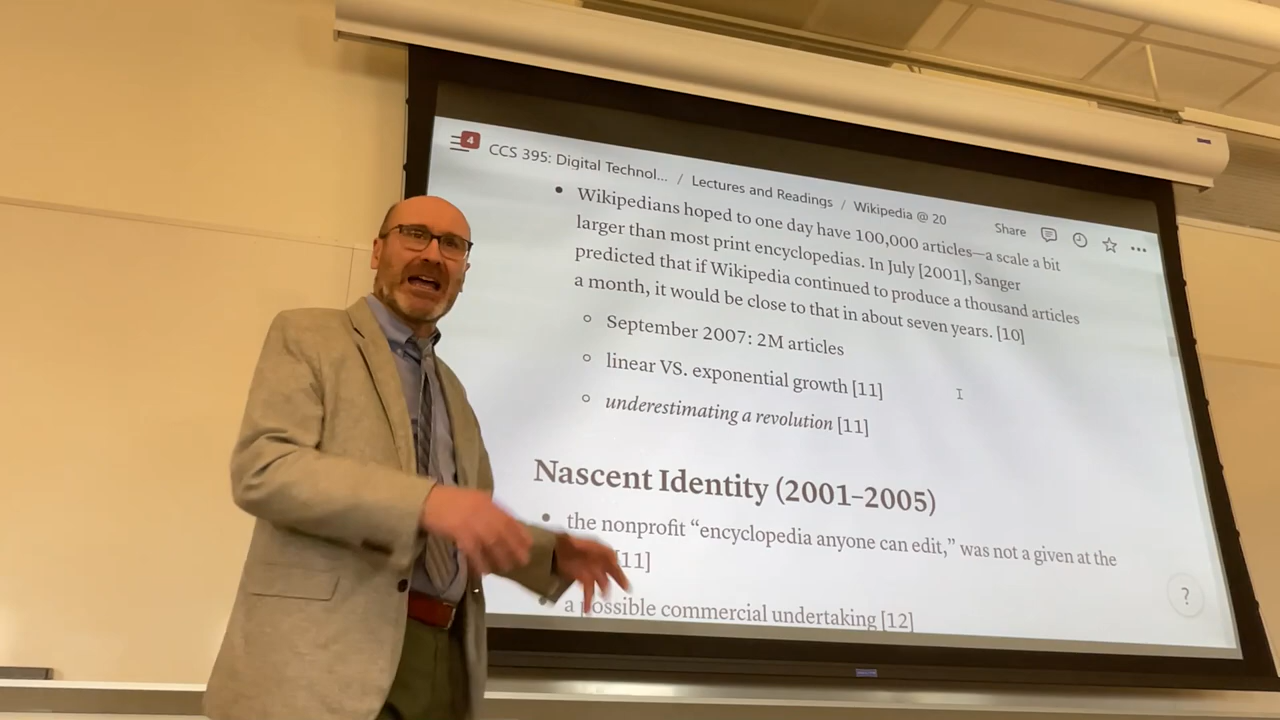 4
CCS 395: Digital Technol... / Lectures and Readings / Wikipedia @ 20
Share
• Wikipedians hoped to one day have 100,000 articles—a scale a bit
larger than most print encyclopedias. In July [2001], Sanger
predicted that if Wikipedia continued to produce a thousand articles
a month, it would be close to that in about seven years. [10]
○ September 2007: 2M articles
○ linear VS. exponential growth [11]
○ underestimating a revolution [11]
Nascent Identity (2001–2005)
• the nonprofit “encyclopedia anyone can edit,” was not a given at the
[11]
• a possible commercial undertaking [12]
?